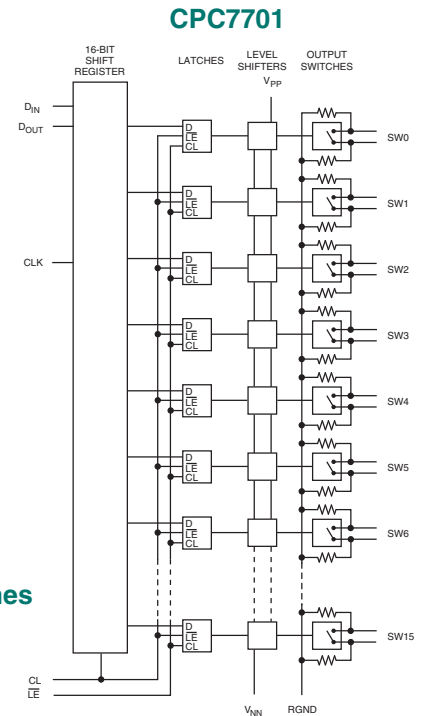 CPC7701
16-BIT
SHIFT
REGISTER
LATCHES
LEVEL
SHIFTERS
OUTPUT
SWITCHES
VPP
DIN
DOUT
CLK
D
LE
CL
SW0
D
LE
CL
SW1
D
LE
CL
SW2
D
LE
CL
SW3
D
LE
CL
SW4
D
LE
CL
SW5
D
LE
CL
SW6
nes
D
LE
CL
SW15
CL
LE
VNN
RGND